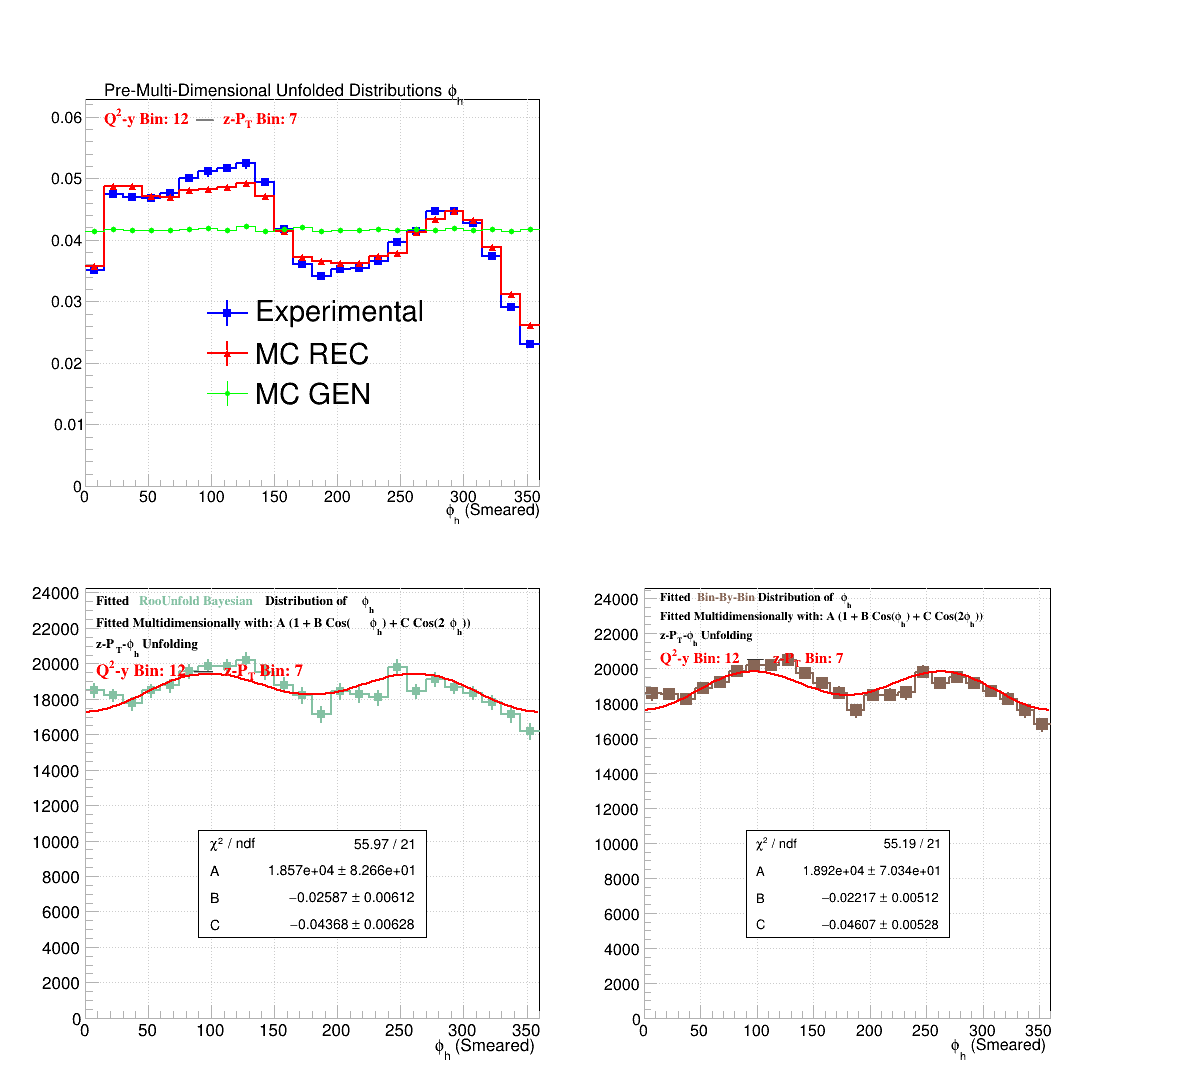 Pre-Multi-Dimensional Unfolded Distributions ϕh
Q²-y Bin: 12 — z-PT Bin: 7
0.06
0.05
0.04
0.03
0.02
0.01
0
Experimental
MC REC
MC GEN
0 50 100 150 200 250 300 350
ϕh (Smeared)
Fitted RooUnfold Bayesian Distribution of ϕh
Fitted Multidimensionally with: A (1 + B Cos( ϕh) + C Cos(2 ϕh))
z-PT-ϕh Unfolding
Q²-y Bin: 12 — z-PT Bin: 7
24000
22000
20000
18000
16000
14000
12000
10000
8000
6000
4000
2000
0
χ² / ndf 55.97 / 21
A 1.857e+04 ± 8.266e+01
B −0.02587 ± 0.00612
C −0.04368 ± 0.00628
0 50 100 150 200 250 300 350
ϕh (Smeared)
Fitted Bin-By-Bin Distribution of ϕh
Fitted Multidimensionally with: A (1 + B Cos(ϕh) + C Cos(2ϕh))
z-PT-ϕh Unfolding
Q²-y Bin: 12 — z-PT Bin: 7
24000
22000
20000
18000
16000
14000
12000
10000
8000
6000
4000
2000
0
χ² / ndf 55.19 / 21
A 1.892e+04 ± 7.034e+01
B −0.02217 ± 0.00512
C −0.04607 ± 0.00528
0 50 100 150 200 250 300 350
ϕh (Smeared)